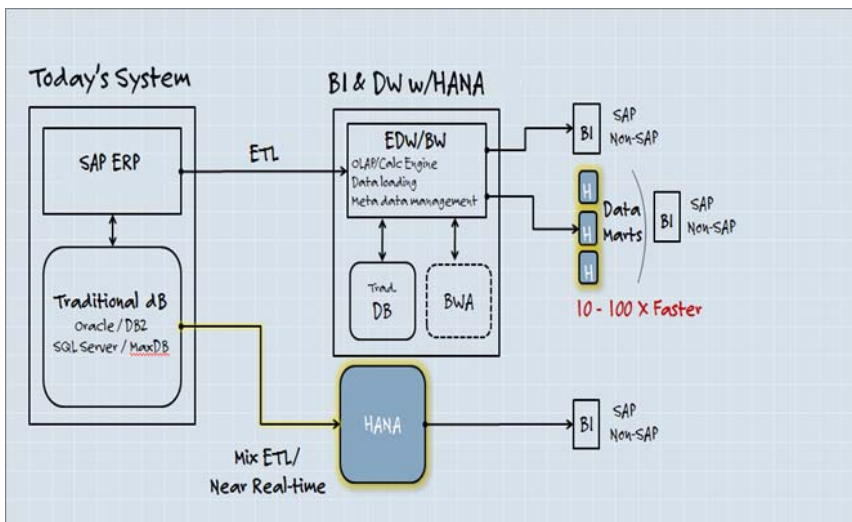 Today's System
BI & DW w/HANA
SAP ERP
ETL
EDW/BW
OLAP/Calc Engine
Data loading
Meta data management
BI
SAP
Non-SAP
H
H
H
Data
Marts
BI
SAP
Non-SAP
10 - 100 X Faster
Traditional dB
Oracle / DB2
SQL Server / MaxDB
Trad.
DB
BWA
HANA
Mix ETL/
Near Real-time
BI
SAP
Non-SAP